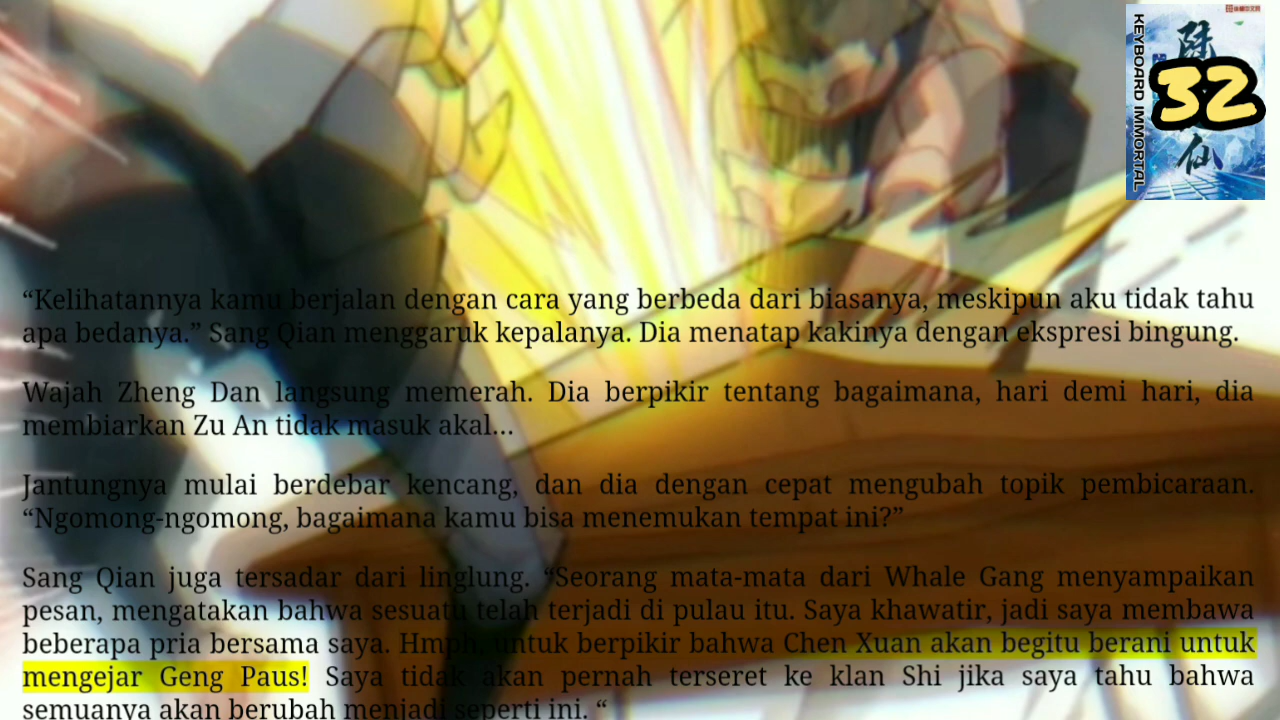 KEYBOARD IMMORTAL
32
仙
“Kelihatannya kamu berjalan dengan cara yang berbeda dari biasanya, meskipun aku tidak tahu
apa bedanya.” Sang Qian menggaruk kepalanya. Dia menatap kakinya dengan ekspresi bingung.
Wajah Zheng Dan langsung memerah. Dia berpikir tentang bagaimana, hari demi hari, dia
membiarkan Zu An tidak masuk akal...
Jantungnya mulai berdebar kencang, dan dia dengan cepat mengubah topik pembicaraan.
“Ngomong-ngomong, bagaimana kamu bisa menemukan tempat ini?”
Sang Qian juga tersadar dari linglung. “Seorang mata-mata dari Whale Gang menyampaikan
pesan, mengatakan bahwa sesuatu telah terjadi di pulau itu. Saya khawatir, jadi saya membawa
beberapa pria bersama saya. Hmph, untuk berpikir bahwa Chen Xuan akan begitu berani untuk
mengejar Geng Paus! Saya tidak akan pernah terseret ke klan Shi jika saya tahu bahwa
semuanya akan berubah menjadi seperti ini. “